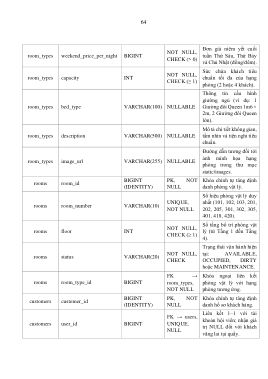 64
room_types weekend_price_per_night BIGINT NOT NULL, CHECK (> 0) Đơn giá niêm yết cuối tuần Thứ Sáu, Thứ Bảy và Chủ Nhật (đồng/đêm).
room_types capacity INT NOT NULL, CHECK (≥ 1) Sức chứa khách tiêu chuẩn tối đa của hạng phòng (2 hoặc 4 khách).
room_types bed_type VARCHAR(100) NULLABLE Thông tin cấu hình giường ngủ (ví dụ: 1 Giường đôi Queen 1m6 × 2m, 2 Giường đôi Queen lớn).
room_types description VARCHAR(500) NULLABLE Mô tả chi tiết không gian, tầm nhìn và tiện nghi tiêu chuẩn.
room_types image_url VARCHAR(255) NULLABLE Đường dẫn tương đối tới ảnh minh họa hạng phòng trong thư mục static/images.
rooms room_id BIGINT (IDENTITY) PK, NOT NULL Khóa chính tự tăng định danh phòng vật lý.
rooms room_number VARCHAR(10) UNIQUE, NOT NULL Số hiệu phòng vật lý duy nhất (101, 102, 103, 201, 202, 205, 301, 302, 305, 401, 410, 420).
rooms floor INT NOT NULL, CHECK (≥ 1) Số tầng bố trí phòng vật lý (từ Tầng 1 đến Tầng 4).
rooms status VARCHAR(20) NOT NULL, CHECK Trạng thái vận hành hiện tại: AVAILABLE, OCCUPIED, DIRTY hoặc MAINTENANCE.
rooms room_type_id BIGINT FK → room_types, NOT NULL Khóa ngoại liên kết phòng vật lý với hạng phòng tương ứng.
customers customer_id BIGINT (IDENTITY) PK, NOT NULL Khóa chính tự tăng định danh hồ sơ khách hàng.
customers user_id BIGINT FK → users, UNIQUE, NULL Liên kết 1–1 với tài khoản hội viên; nhận giá trị NULL đối với khách vãng lai tại quầy.